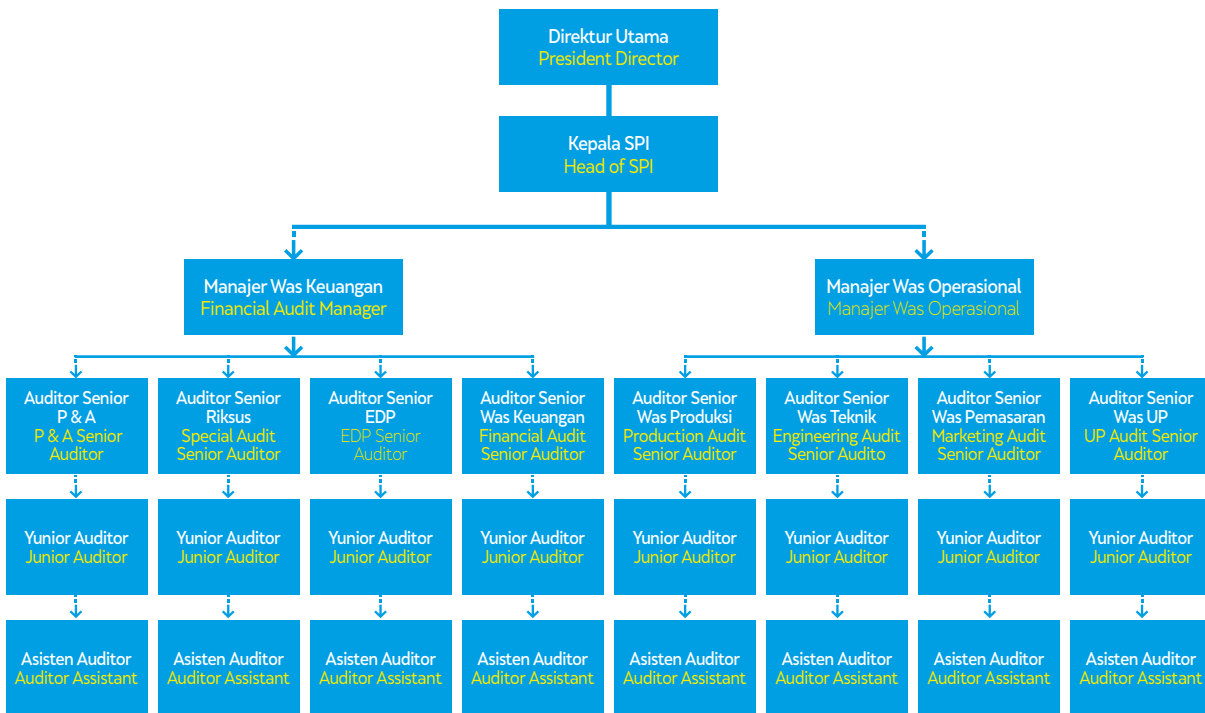 Direktur Utama
President Director
Kepala SPI
Head of SPI
Manajer Was Keuangan
Financial Audit Manager
Manajer Was Operasional
Manajer Was Operasional
Auditor Senior
P & A
P & A Senior
Auditor
Auditor Senior
Riksus
Special Audit
Senior Auditor
Auditor Senior
EDP
EDP Senior
Auditor
Auditor Senior
Was Keuangan
Financial Audit
Senior Auditor
Auditor Senior
Was Produksi
Production Audit
Senior Auditor
Auditor Senior
Was Teknik
Engineering Audit
Senior Audito
Auditor Senior
Was Pemasaran
Marketing Audit
Senior Auditor
Auditor Senior
Was UP
UP Audit Senior
Auditor
Yunior Auditor
Junior Auditor
Yunior Auditor
Junior Auditor
Yunior Auditor
Junior Auditor
Yunior Auditor
Junior Auditor
Yunior Auditor
Junior Auditor
Yunior Auditor
Junior Auditor
Yunior Auditor
Junior Auditor
Yunior Auditor
Junior Auditor
Asisten Auditor
Auditor Assistant
Asisten Auditor
Auditor Assistant
Asisten Auditor
Auditor Assistant
Asisten Auditor
Auditor Assistant
Asisten Auditor
Auditor Assistant
Asisten Auditor
Auditor Assistant
Asisten Auditor
Auditor Assistant
Asisten Auditor
Auditor Assistant